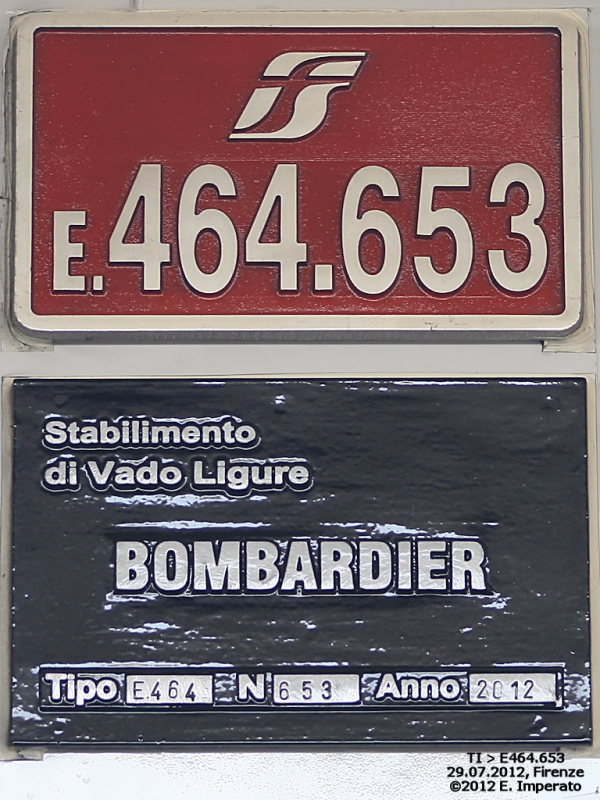 E.464.653
Stabilimento
di Vado Ligure
BOMBARDIER
Tipo E.464 N° 653 Anno 2012
TI > E464.653
29.07.2012, Firenze
©2012 E. Imperato